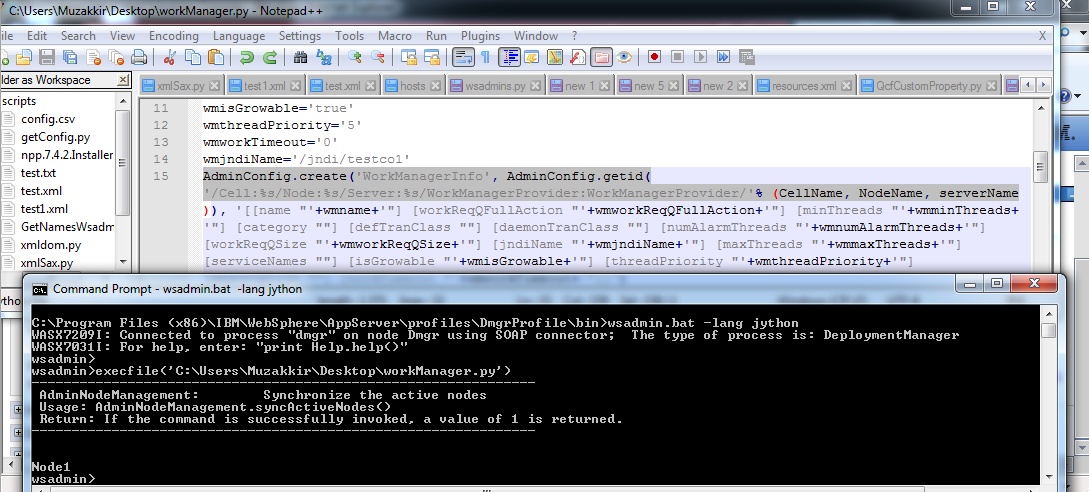 C:\Users\Muzakkir\Desktop\workManager.py - Notepad++
ile Edit Search View Encoding Language Settings Tools Macro Run Plugins Window ? X
lder as Workspace
xmlSax.py test1.xml test.xml hosts wsadmins.py new 1 new 5 new 2 resources.xml QcfCustomProperty.py
scripts
config.csv
getConfig.py
npp.7.4.2.Installer
test.txt
test.xml
test1.xml
GetNamesWsadm
xmldom.py
xmlSax.py
11 wmisGrowable='true'
12 wmthreadPriority='5'
13 wmworkTimeout='0'
14 wmjndiName='/jndi/testco1'
15 AdminConfig.create('WorkManagerInfo', AdminConfig.getid(
'/Cell:%s/Node:%s/Server:%s/WorkManagerProvider:WorkManagerProvider/'% (CellName, NodeName, serverName
)), '[[name "'+wmname+'"] [workReqQFullAction "'+wmworkReqQFullAction+'"] [minThreads "'+wmminThreads+
'"] [category ""] [defTranClass ""] [daemonTranClass ""] [numAlarmThreads "'+wmnumAlarmThreads+'"]
[workReqQSize "'+wmworkReqQSize+'"] [jndiName "'+wmjndiName+'"] [maxThreads "'+wmmaxThreads+'"]
[serviceNames ""] [isGrowable "'+wmisGrowable+'"] [threadPriority "'+wmthreadPriority+'"]
Command Prompt - wsadmin.bat -lang jython
C:\Program Files (x86)\IBM\WebSphere\AppServer\profiles\DmgrProfile\bin>wsadmin.bat -lang jython
WASX7209I: Connected to process "dmgr" on node Dmgr using SOAP connector; The type of process is: DeploymentManager
WASX7031I: For help, enter: "print Help.help()"
wsadmin>
wsadmin>execfile('C:\Users\Muzakkir\Desktop\workManager.py')
---------------------------------------------------------------
AdminNodeManagement: Synchronize the active nodes
Usage: AdminNodeManagement.syncActiveNodes()
Return: If the command is successfully invoked, a value of 1 is returned.
---------------------------------------------------------------
Node1
wsadmin>